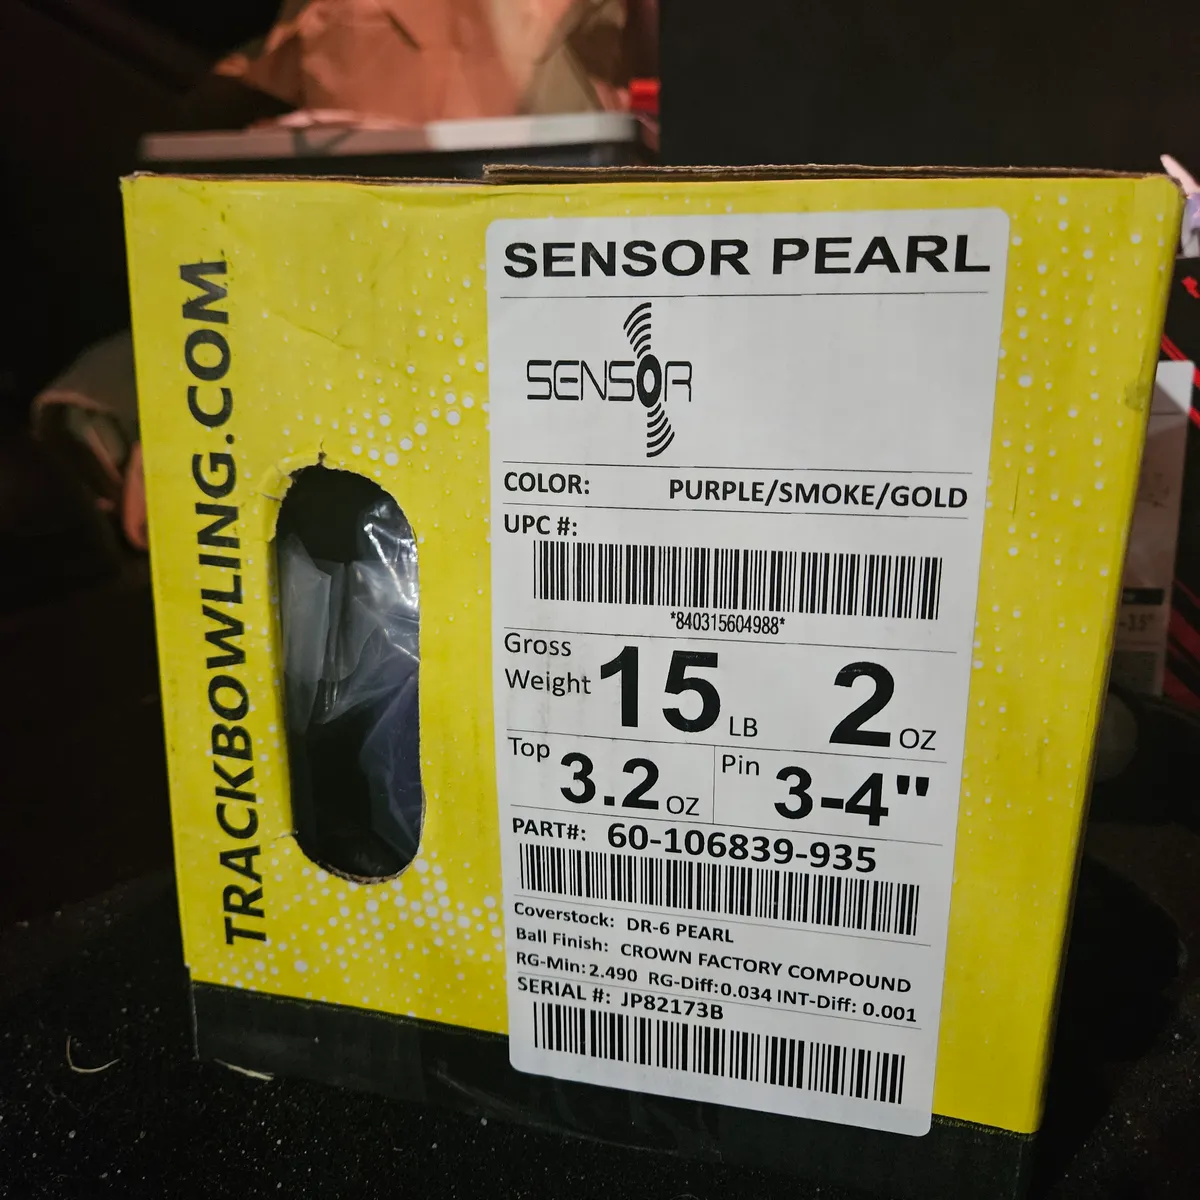 TRACKBOWLING.COM
SENSOR PEARL
SENSOR
COLOR: PURPLE/SMOKE/GOLD
UPC #:
*840315604988*
Gross Weight 15 LB 2 OZ
Top 3.2 OZ Pin 3-4"
PART#: 60-106839-935
Coverstock: DR-6 PEARL
Ball Finish: CROWN FACTORY COMPOUND
RG-Min: 2.490 RG-Diff: 0.034 INT-Diff: 0.001
SERIAL #: JP82173B
-3.5"